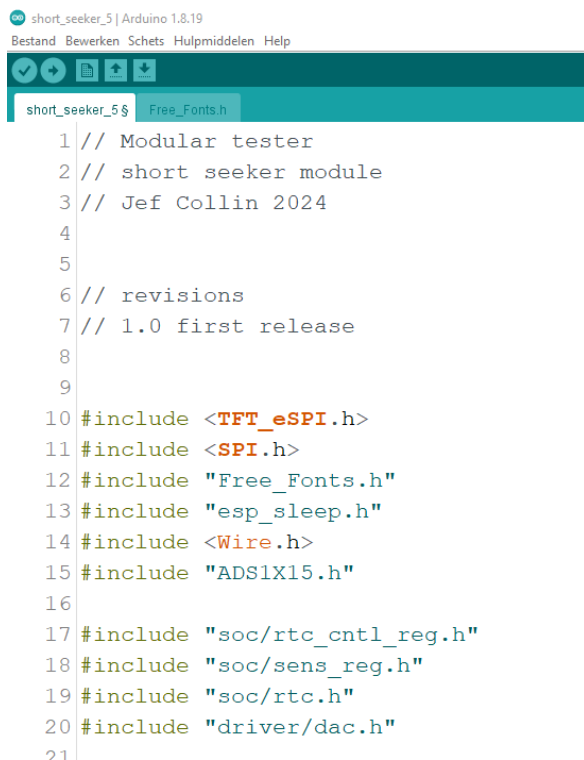 short_seeker_5 | Arduino 1.8.19
Bestand Bewerken Schets Hulpmiddelen Help
short_seeker_5 § Free_Fonts.h
1 // Modular tester
2 // short seeker module
3 // Jef Collin 2024
4
5
6 // revisions
7 // 1.0 first release
8
9
10 #include <TFT_eSPI.h>
11 #include <SPI.h>
12 #include "Free_Fonts.h"
13 #include "esp_sleep.h"
14 #include <Wire.h>
15 #include "ADS1X15.h"
16
17 #include "soc/rtc_cntl_reg.h"
18 #include "soc/sens_reg.h"
19 #include "soc/rtc.h"
20 #include "driver/dac.h"
21